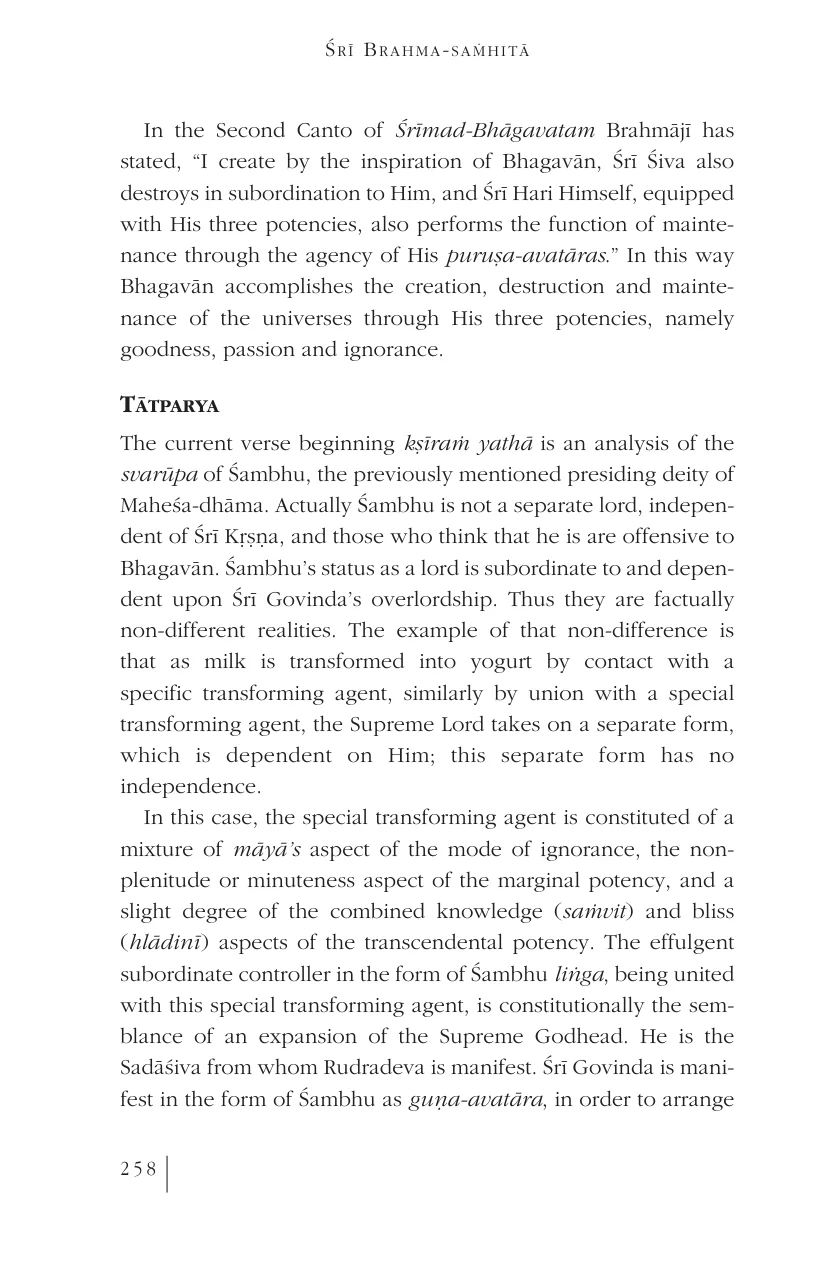 ŚRĪ BRAHMA-SAṀHITĀ
In the Second Canto of Śrīmad-Bhāgavatam Brahmājī has
stated, “I create by the inspiration of Bhagavān, Śrī Śiva also
destroys in subordination to Him, and Śrī Hari Himself, equipped
with His three potencies, also performs the function of mainte-
nance through the agency of His puruṣa-avatāras.” In this way
Bhagavān accomplishes the creation, destruction and mainte-
nance of the universes through His three potencies, namely
goodness, passion and ignorance.
TĀTPARYA
The current verse beginning kṣīraṁ yathā is an analysis of the
svarūpa of Śambhu, the previously mentioned presiding deity of
Maheśa-dhāma. Actually Śambhu is not a separate lord, indepen-
dent of Śrī Kṛṣṇa, and those who think that he is are offensive to
Bhagavān. Śambhu’s status as a lord is subordinate to and depen-
dent upon Śrī Govinda’s overlordship. Thus they are factually
non-different realities. The example of that non-difference is
that as milk is transformed into yogurt by contact with a
specific transforming agent, similarly by union with a special
transforming agent, the Supreme Lord takes on a separate form,
which is dependent on Him; this separate form has no
independence.
In this case, the special transforming agent is constituted of a
mixture of māyā’s aspect of the mode of ignorance, the non-
plenitude or minuteness aspect of the marginal potency, and a
slight degree of the combined knowledge (saṁvit) and bliss
(hlādinī) aspects of the transcendental potency. The effulgent
subordinate controller in the form of Śambhu liṅga, being united
with this special transforming agent, is constitutionally the sem-
blance of an expansion of the Supreme Godhead. He is the
Sadāśiva from whom Rudradeva is manifest. Śrī Govinda is mani-
fest in the form of Śambhu as guṇa-avatāra, in order to arrange
258